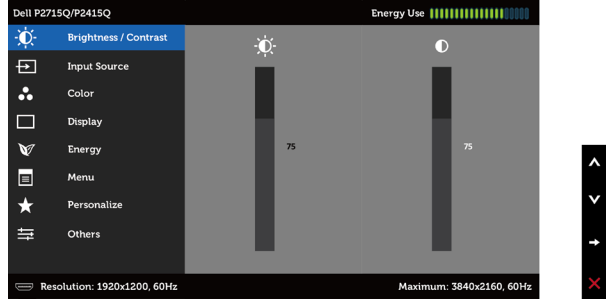 Dell P2715Q/P2415Q
Energy Use
Brightness / Contrast
Input Source
Color
Display
Energy
Menu
Personalize
Others
75
75
Resolution: 1920x1200, 60Hz
Maximum: 3840x2160, 60Hz